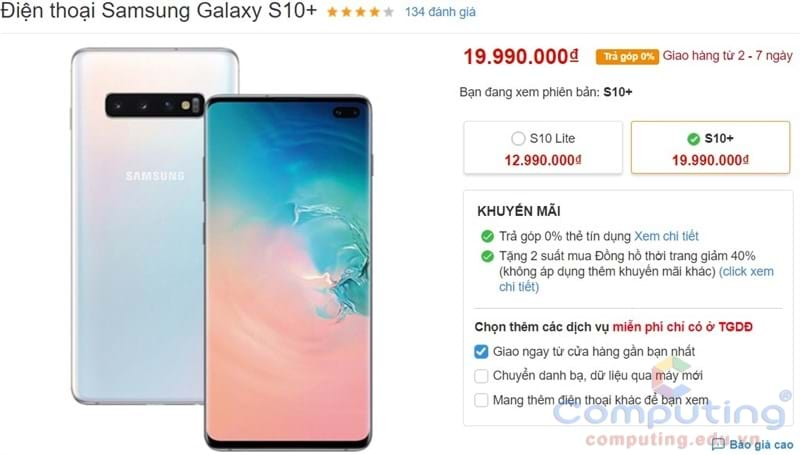 Điện thoại Samsung Galaxy S10+
134 đánh giá
SAMSUNG
19.990.000₫ Trả góp 0% Giao hàng từ 2 - 7 ngày
Bạn đang xem phiên bản: S10+
S10 Lite
12.990.000₫
S10+
19.990.000₫
KHUYẾN MÃI
Trả góp 0% thẻ tín dụng Xem chi tiết
Tặng 2 suất mua Đồng hồ thời trang giảm 40%
(không áp dụng thêm khuyến mãi khác) (click xem
chi tiết)
Chọn thêm các dịch vụ miễn phí chỉ có ở TGDĐ
Giao ngay từ cửa hàng gần bạn nhất
Chuyển danh bạ, dữ liệu qua máy mới
Mang thêm điện thoại khác để bạn xem
Computing®
computing.edu.vn
Báo giá cao